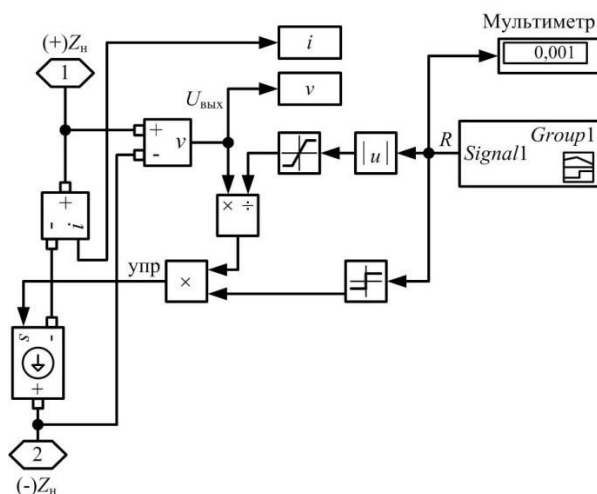 (+)Zн
Мультиметр
1
i
0,001
v
Uвых
Group1
+
v
-
|u|
R
Signal1
+
-
i
× ÷
упр
×
s
-
+
2
(-)Zн